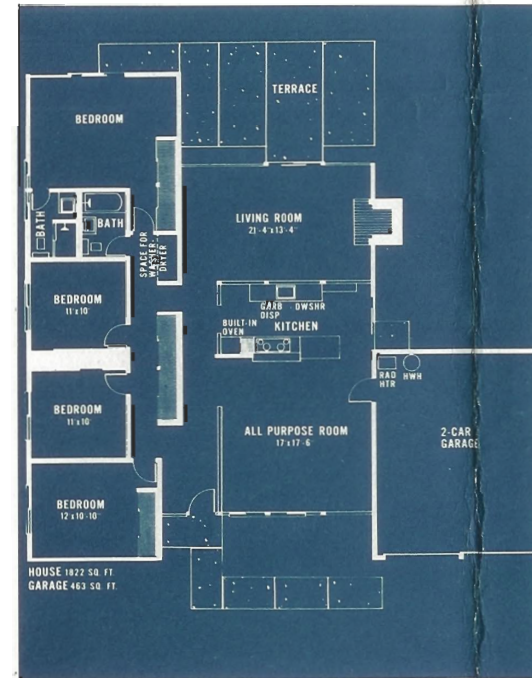 TERRACE
BEDROOM
BATH
BATH
SPACE FOR
WASHER-
DRYER
LIVING ROOM
21'-4"x13'-4"
BEDROOM
11'x10'
GARB
DISP
DWSHR
BUILT-IN
OVEN
KITCHEN
RAD
HTR
HWH
BEDROOM
11'x10'
ALL PURPOSE ROOM
17'x17'-6"
2-CAR
GARAGE
BEDROOM
12'x10'-10"
HOUSE 1822 SQ. FT.
GARAGE 463 SQ. FT.